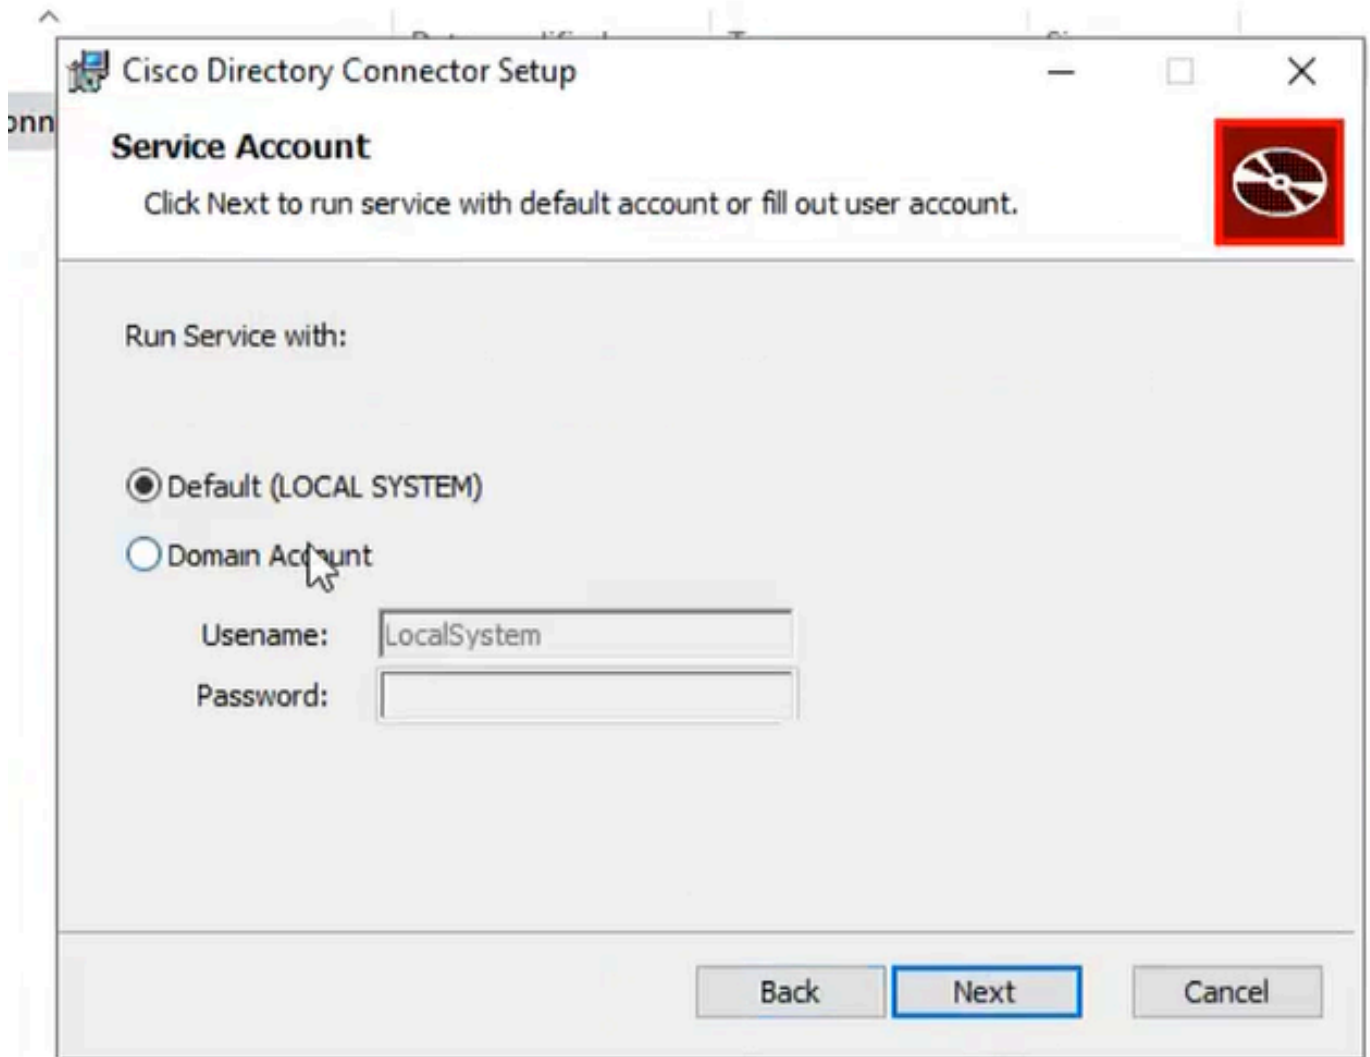 Cisco Directory Connector Setup
onn
Service Account
Click Next to run service with default account or fill out user account.
Run Service with:
Default (LOCAL SYSTEM)
Domain Account
Usename: LocalSystem
Password:
Back Next Cancel